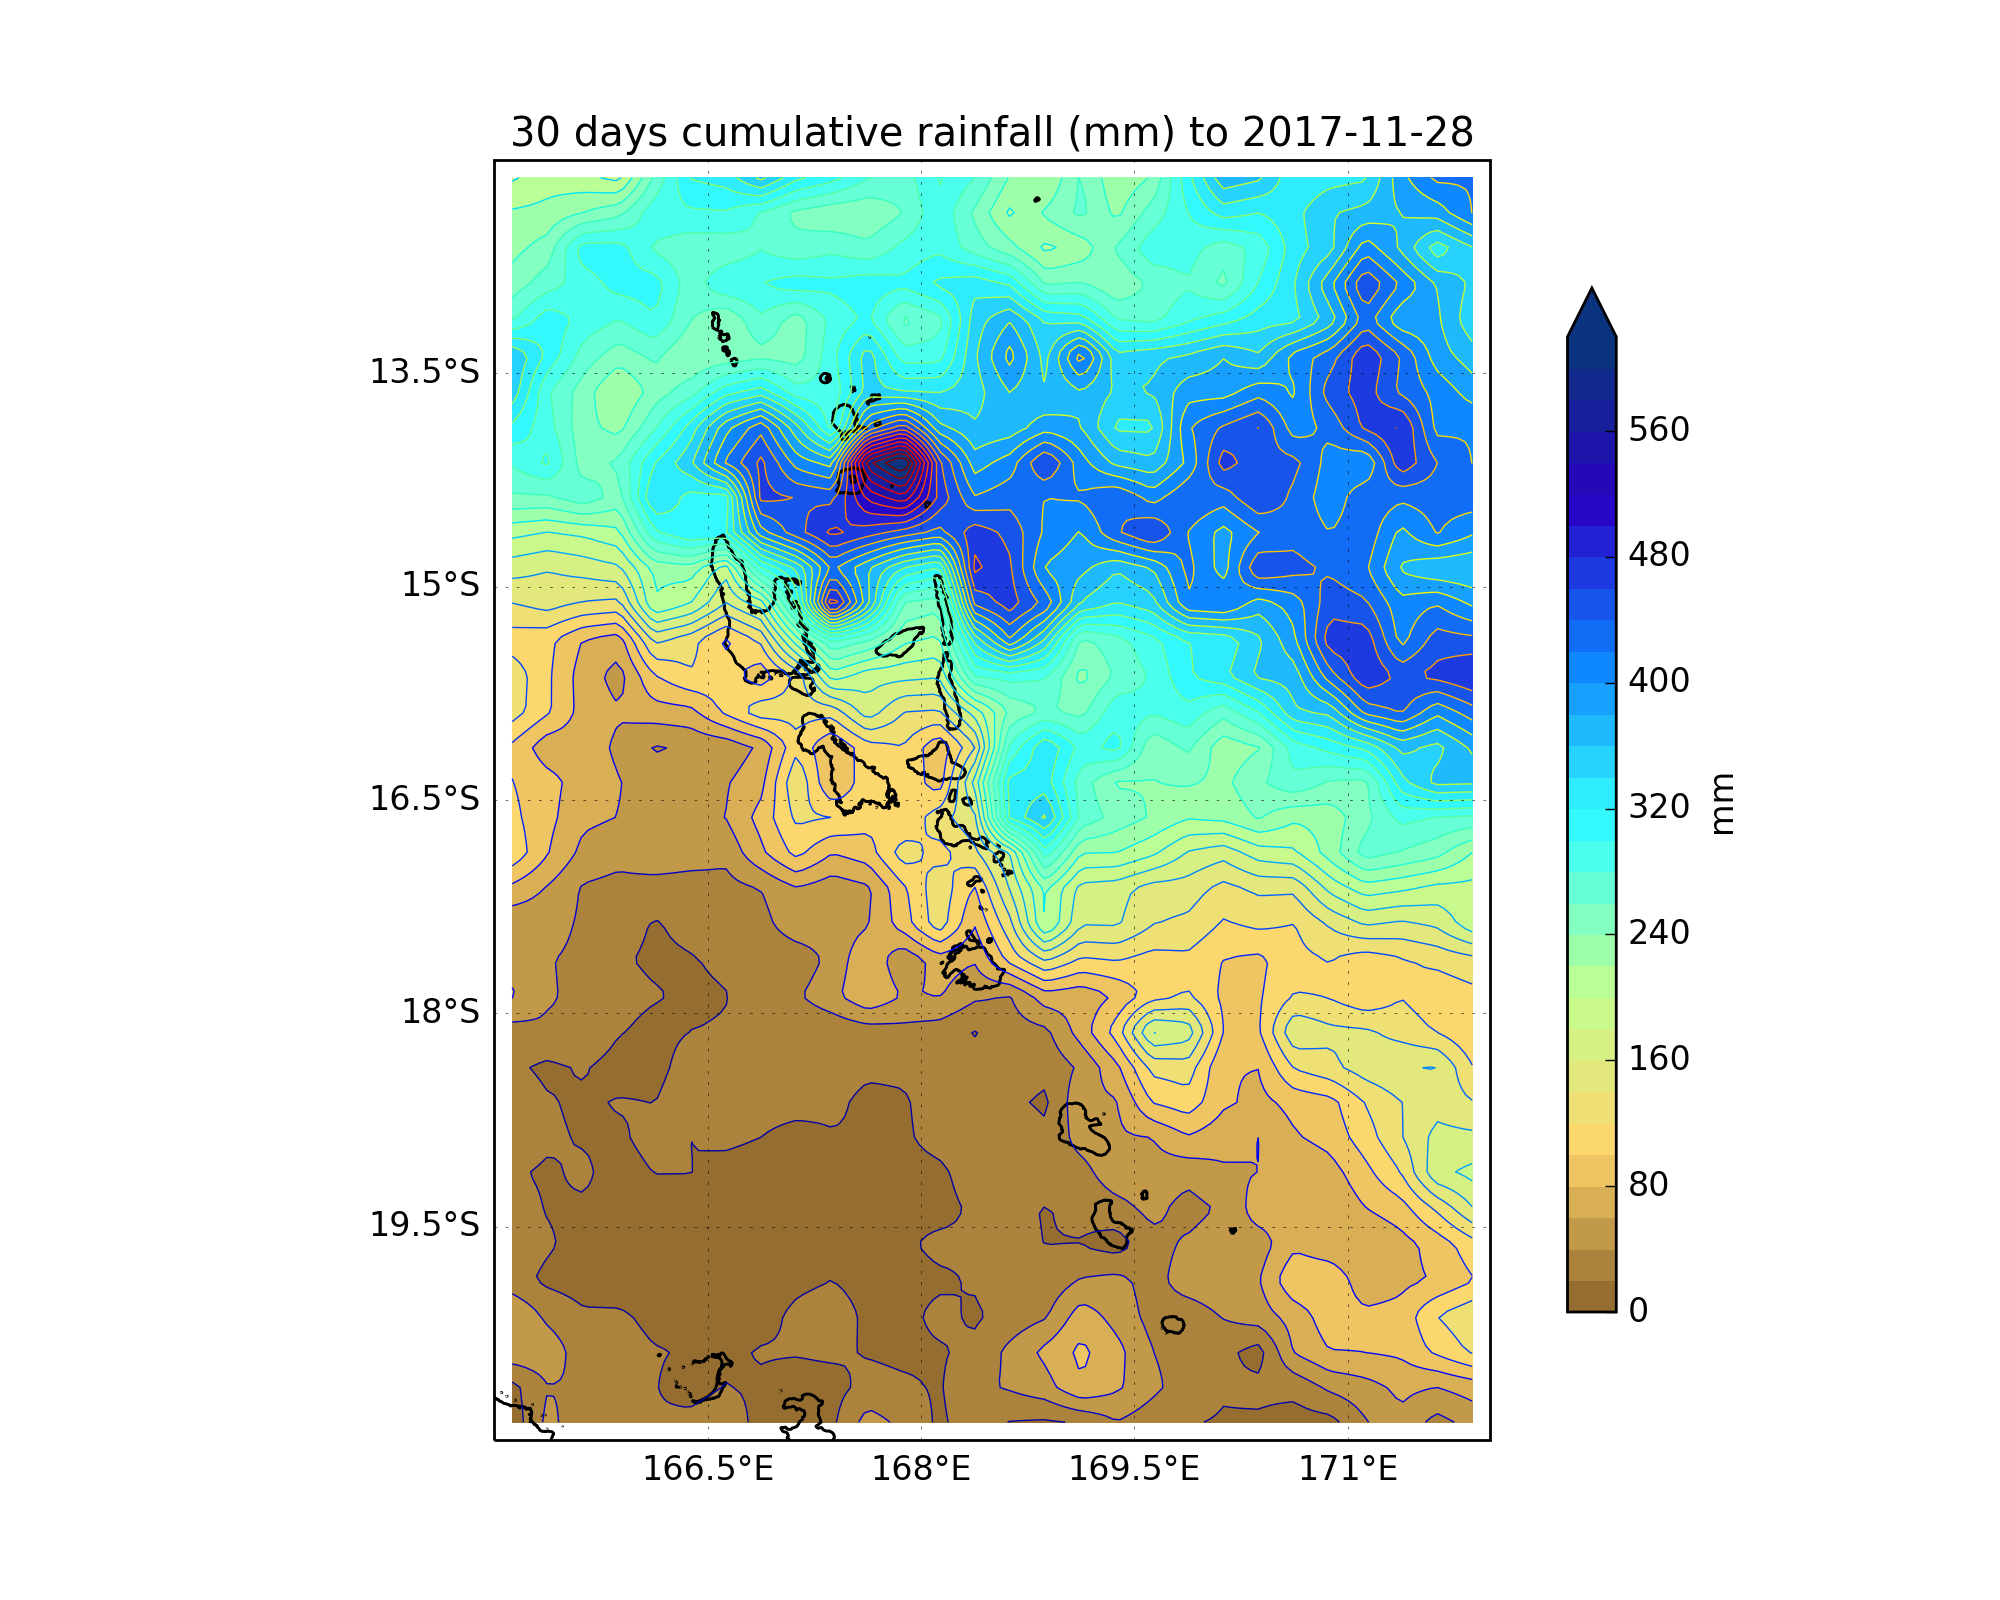 30 days cumulative rainfall (mm) to 2017-11-28
13.5°S
15°S
16.5°S
18°S
19.5°S
166.5°E
168°E
169.5°E
171°E
560
480
400
320
240
160
80
0
mm